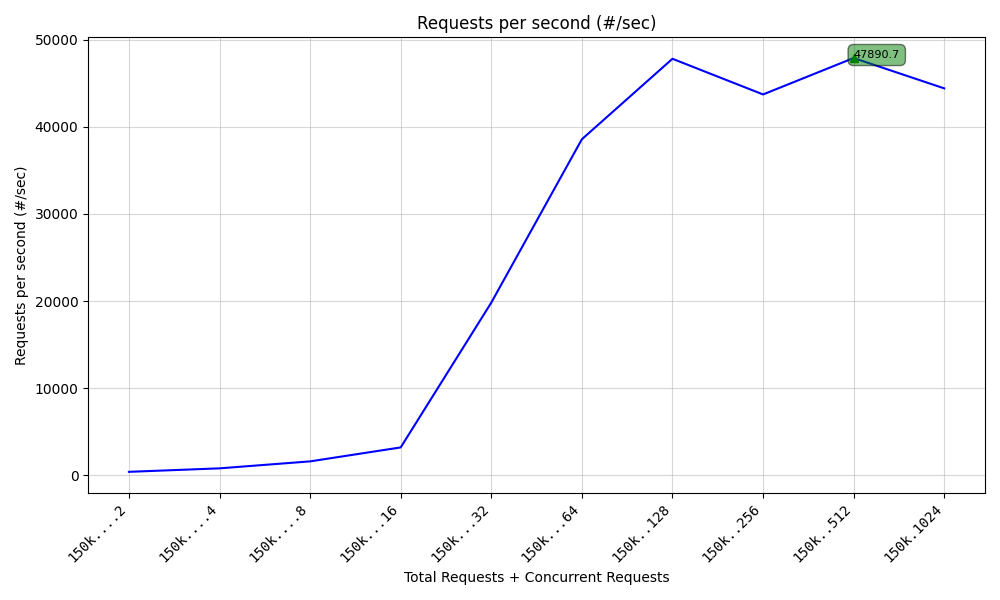 Requests per second (#/sec)
50000
47890.7
40000
30000
20000
10000
0
Requests per second (#/sec)
150k....2
150k....4
150k....8
150k...16
150k...32
150k...64
150k..128
150k..256
150k..512
150k.1024
Total Requests + Concurrent Requests